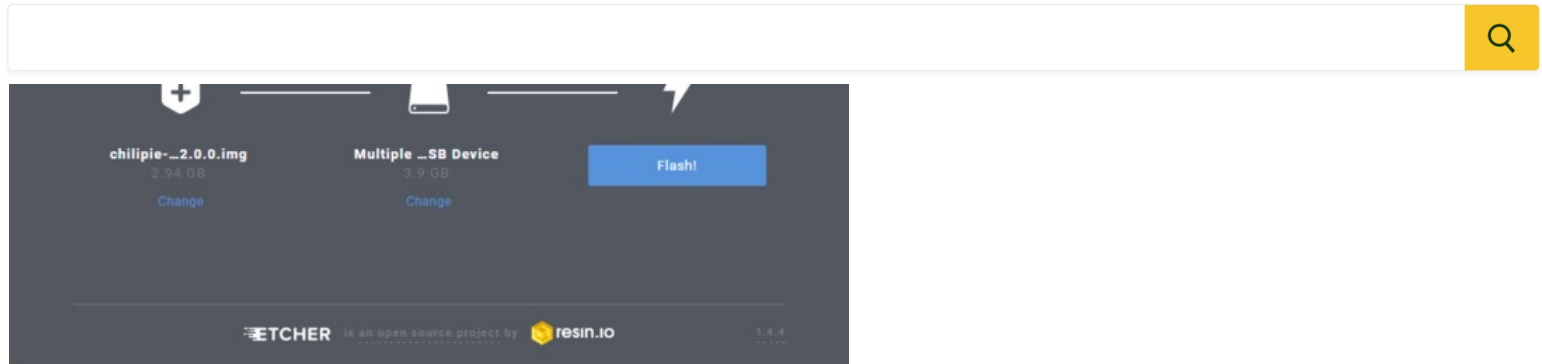 chilipie-…2.0.0.img
Multiple …SB Device
Flash!
2.94 GB
3.9 GB
Change
Change
ETCHER is an open source project by resin.io
1.4.4